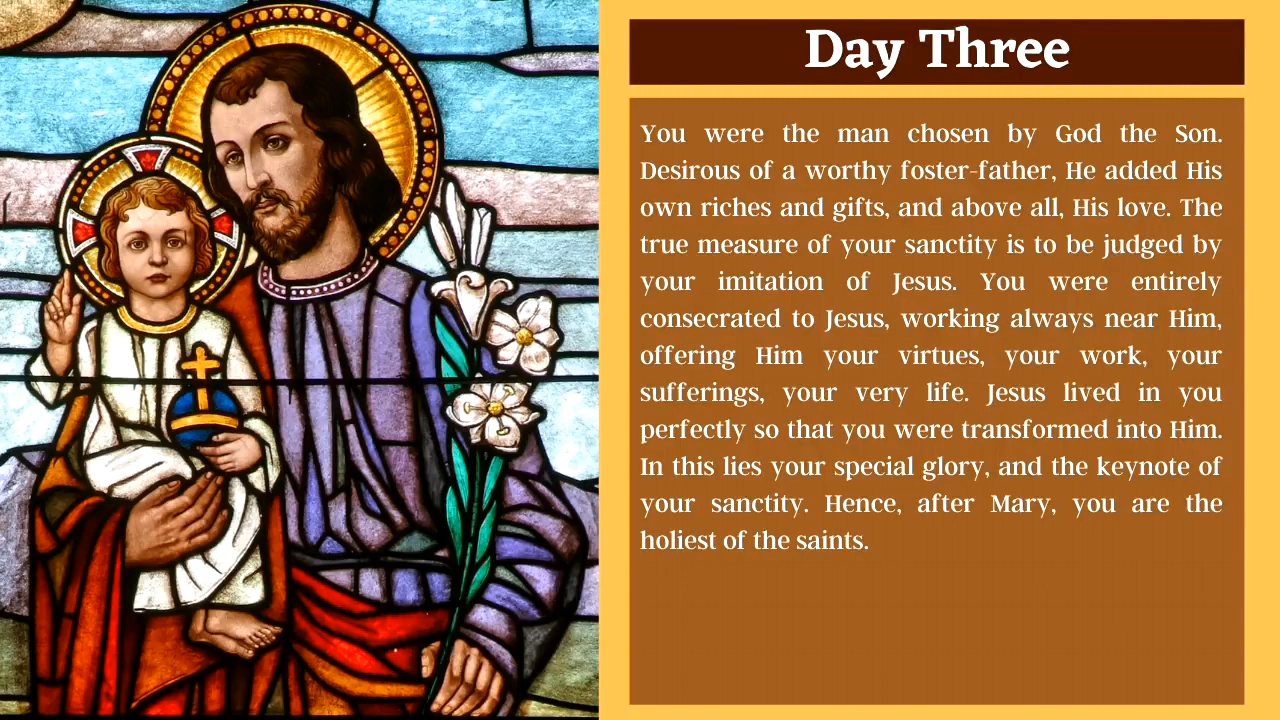 Day Three
You were the man chosen by God the Son.
Desirous of a worthy foster-father, He added His
own riches and gifts, and above all, His love. The
true measure of your sanctity is to be judged by
your imitation of Jesus. You were entirely
consecrated to Jesus, working always near Him,
offering Him your virtues, your work, your
sufferings, your very life. Jesus lived in you
perfectly so that you were transformed into Him.
In this lies your special glory, and the keynote of
your sanctity. Hence, after Mary, you are the
holiest of the saints.